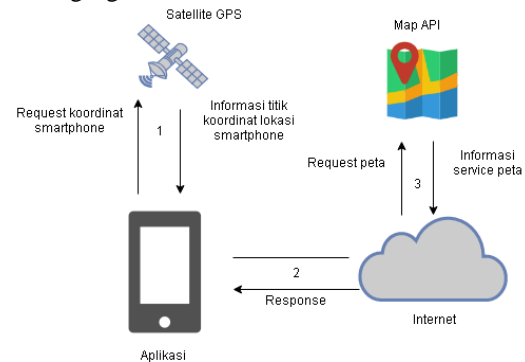 Satellite GPS
Map API
Request koordinat
smartphone
1
Informasi titik
koordinat lokasi
smartphone
Request peta
3
Informasi
service peta
2
Response
Internet
Aplikasi